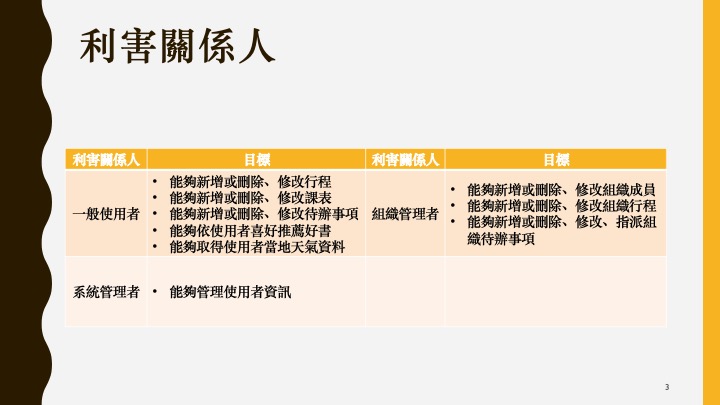 利害關係人
利害關係人
目標
利害關係人
目標
一般使用者
• 能夠新增或刪除、修改行程
• 能夠新增或刪除、修改課表
• 能夠新增或刪除、修改待辦事項
• 能夠依使用者喜好推薦好書
• 能夠取得使用者當地天氣資料
組織管理者
• 能夠新增或刪除、修改組織成員
• 能夠新增或刪除、修改組織行程
• 能夠新增或刪除、修改、指派組
織待辦事項
系統管理者
• 能夠管理使用者資訊
3